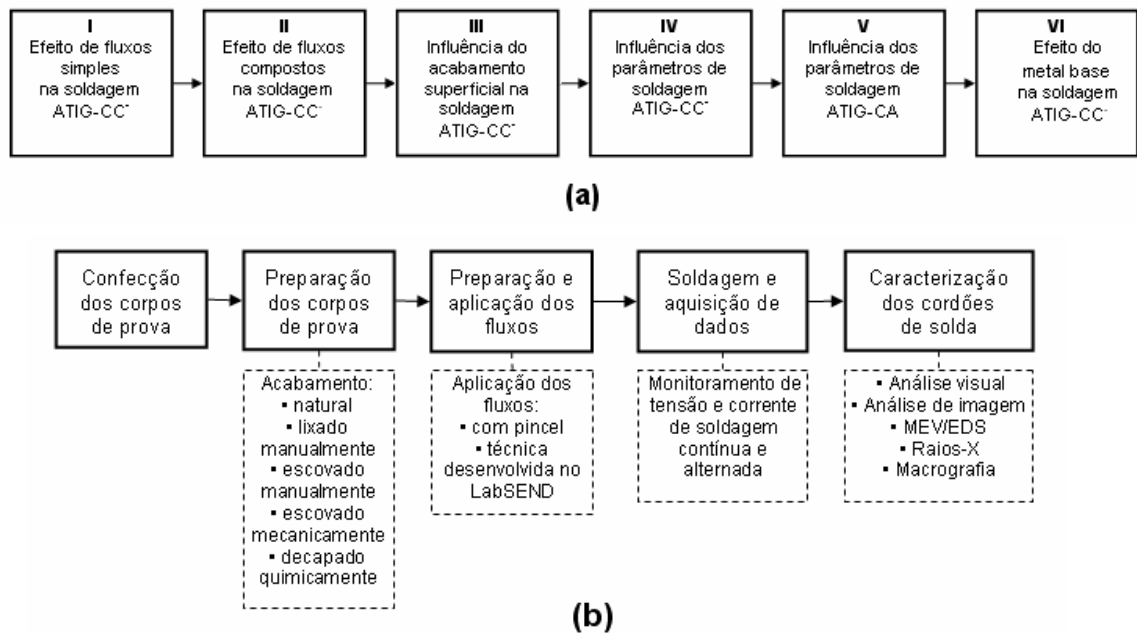 I
Efeito de fluxos
simples
na soldagem
ATIG-CC⁻
II
Efeito de fluxos
compostos
na soldagem
ATIG-CC⁻
III
Influência do
acabamento
superficial na
soldagem
ATIG-CC⁻
IV
Influência dos
parâmetros de
soldagem
ATIG-CC⁻
V
Influência dos
parâmetros de
soldagem
ATIG-CA
VI
Efeito do
metal base
na soldagem
ATIG-CC⁻
(a)
Confecção
dos corpos
de prova
Preparação
dos corpos
de prova
Preparação e
aplicação dos
fluxos
Soldagem e
aquisição de
dados
Caracterização
dos cordões
de solda
Acabamento:
▪ natural
▪ lixado
manualmente
▪ escovado
manualmente
▪ escovado
mecanicamente
▪ decapado
quimicamente
Aplicação dos
fluxos:
▪ com pincel
▪ técnica
desenvolvida no
LabSEND
Monitoramento de
tensão e corrente
de soldagem
contínua e
alternada
▪ Análise visual
▪ Análise de imagem
▪ MEV/EDS
▪ Raios-X
▪ Macrografia
(b)